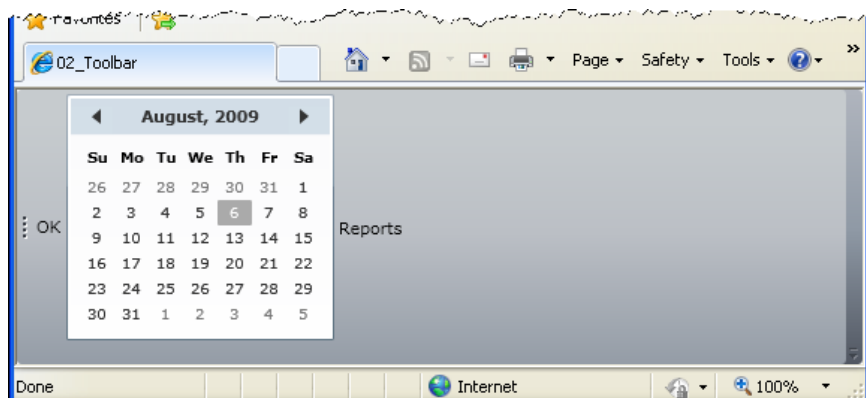 Favorites
02_Toolbar
Page Safety Tools »
August, 2009
Su Mo Tu We Th Fr Sa
26 27 28 29 30 31 1
2 3 4 5 6 7 8
OK
Reports
9 10 11 12 13 14 15
16 17 18 19 20 21 22
23 24 25 26 27 28 29
30 31 1 2 3 4 5
Done Internet 100%